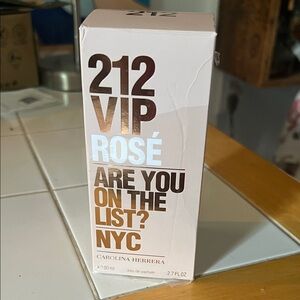 212
212
VIP
ROSÉ
ARE YOU
ON THE
LIST?
NYC
CAROLINA HERRERA
eau de parfum 2.7 FL.OZ